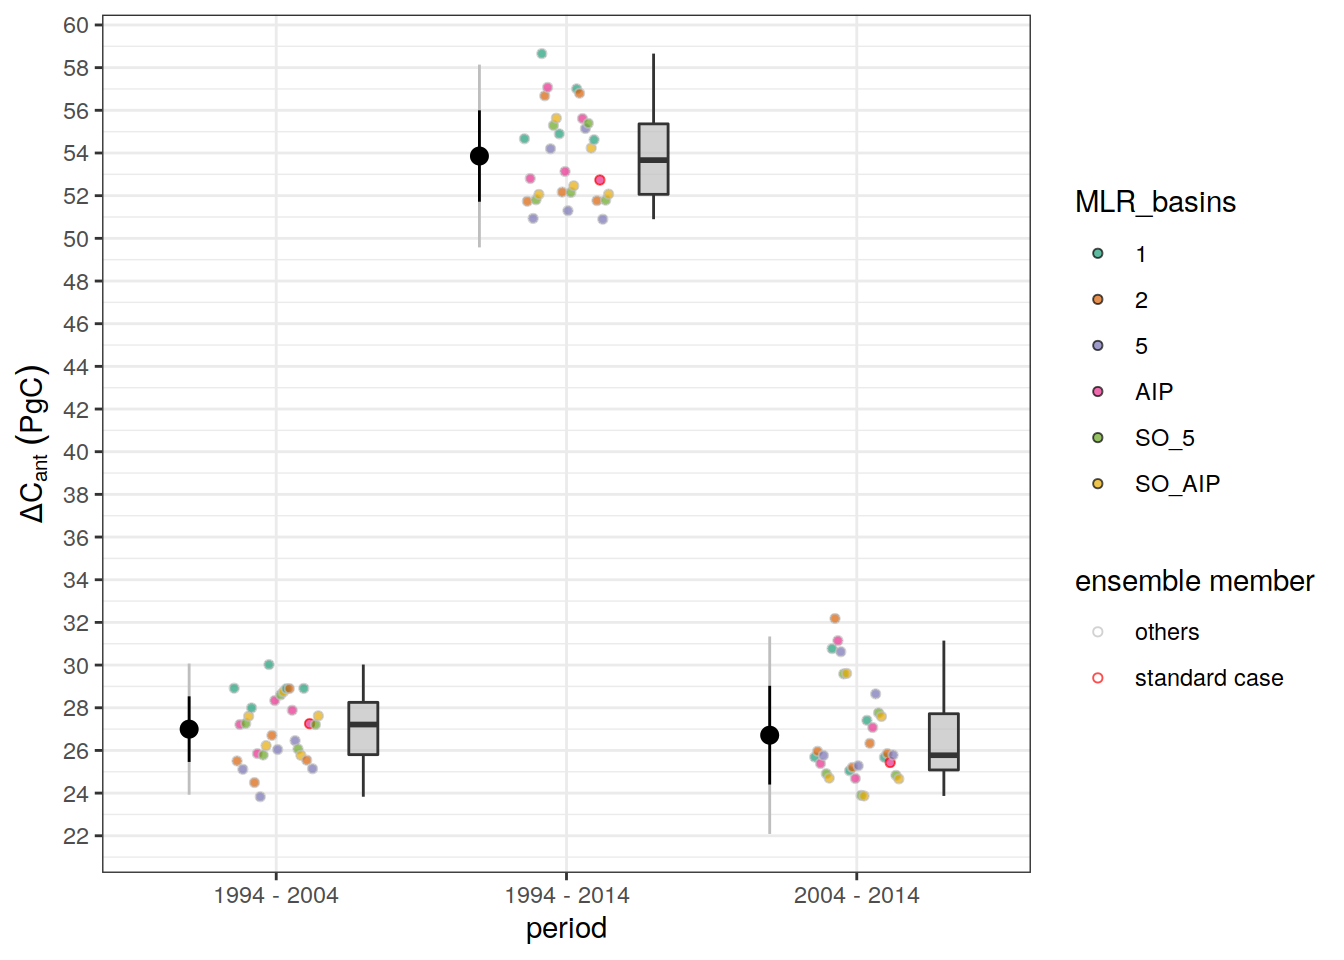 60
58
56
54
52
50
48
46
44
42
40
38
36
34
32
30
28
26
24
22
ΔCant (PgC)
1994 - 2004
1994 - 2014
2004 - 2014
period
MLR_basins
1
2
5
AIP
SO_5
SO_AIP
ensemble member
others
standard case